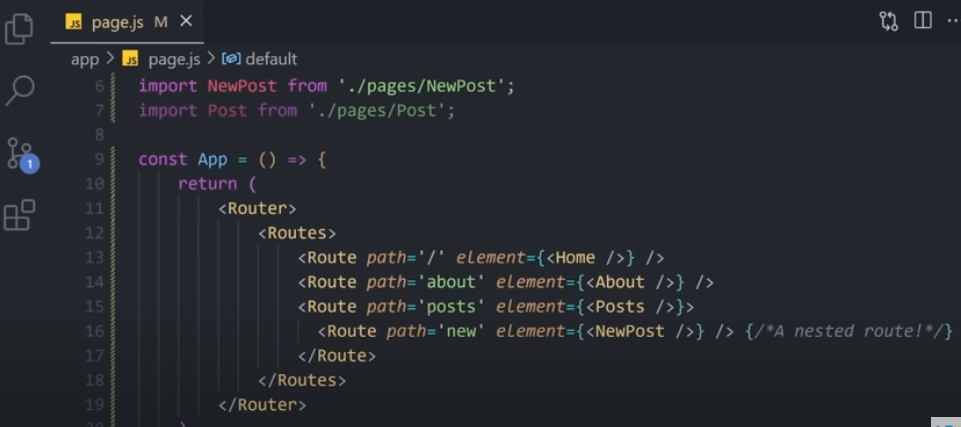 JS page.js M ×
app > JS page.js > default
6 import NewPost from './pages/NewPost';
7 import Post from './pages/Post';
8
9 const App = () => {
10 return (
11 <Router>
12 <Routes>
13 <Route path='/' element={<Home />} />
14 <Route path='about' element={<About />} />
15 <Route path='posts' element={<Posts />}>
16 <Route path='new' element={<NewPost />} /> {/*A nested route!*/}
17 </Route>
18 </Routes>
19 </Router>
1